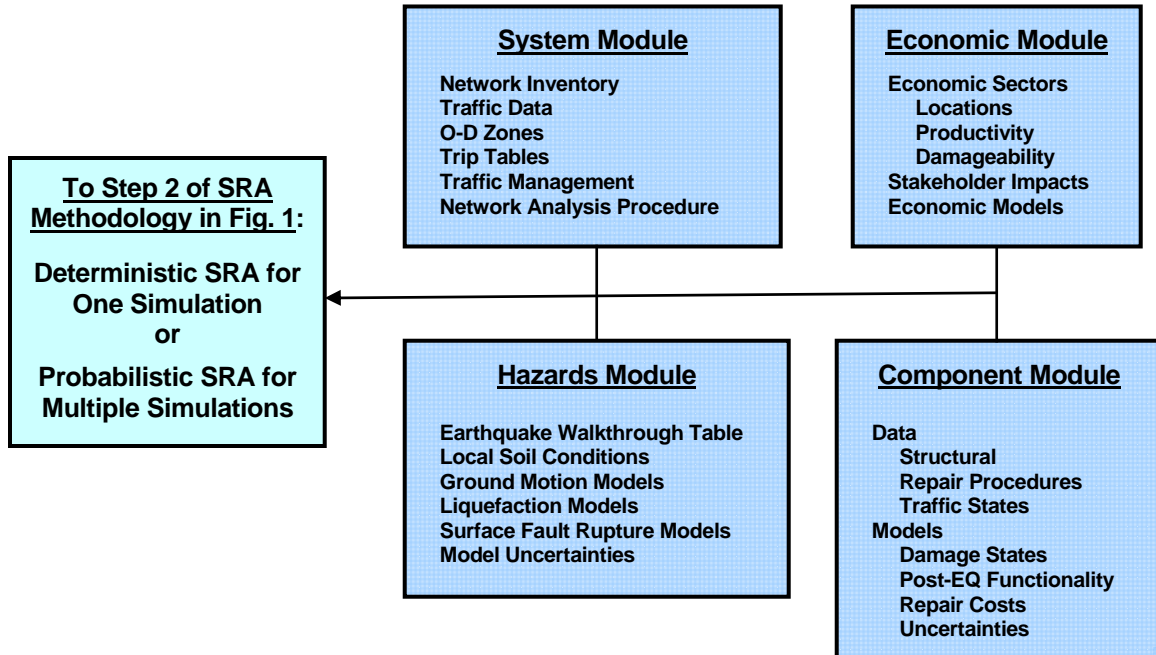 System Module
Network Inventory
Traffic Data
O-D Zones
Trip Tables
Traffic Management
Network Analysis Procedure
Economic Module
Economic Sectors
Locations
Productivity
Damageability
Stakeholder Impacts
Economic Models
To Step 2 of SRA
Methodology in Fig. 1:
Deterministic SRA for
One Simulation
or
Probabilistic SRA for
Multiple Simulations
Hazards Module
Earthquake Walkthrough Table
Local Soil Conditions
Ground Motion Models
Liquefaction Models
Surface Fault Rupture Models
Model Uncertainties
Component Module
Data
Structural
Repair Procedures
Traffic States
Models
Damage States
Post-EQ Functionality
Repair Costs
Uncertainties